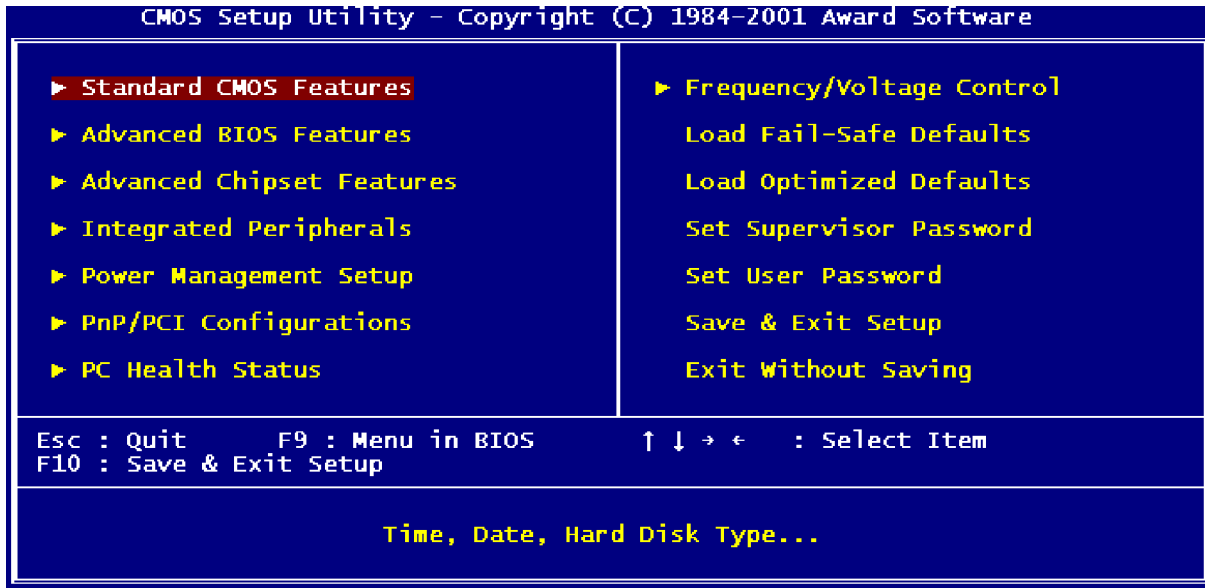 CMOS Setup Utility – Copyright (C) 1984–2001 Award Software
▶ Standard CMOS Features
▶ Advanced BIOS Features
▶ Advanced Chipset Features
▶ Integrated Peripherals
▶ Power Management Setup
▶ PnP/PCI Configurations
▶ PC Health Status
▶ Frequency/Voltage Control
Load Fail–Safe Defaults
Load Optimized Defaults
Set Supervisor Password
Set User Password
Save & Exit Setup
Exit Without Saving
Esc : Quit F9 : Menu in BIOS ↑ ↓ → ← : Select Item
F10 : Save & Exit Setup
Time, Date, Hard Disk Type...